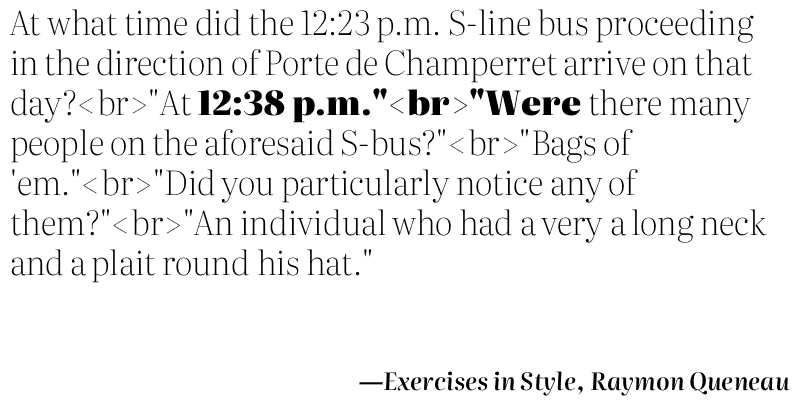 At what time did the 12:23 p.m. S-line bus proceeding
in the direction of Porte de Champerret arrive on that
day?<br>"At 12:38 p.m."<br>"Were there many
people on the aforesaid S-bus?"<br>"Bags of
'em."<br>"Did you particularly notice any of
them?"<br>"An individual who had a very a long neck
and a plait round his hat."
—Exercises in Style, Raymon Queneau